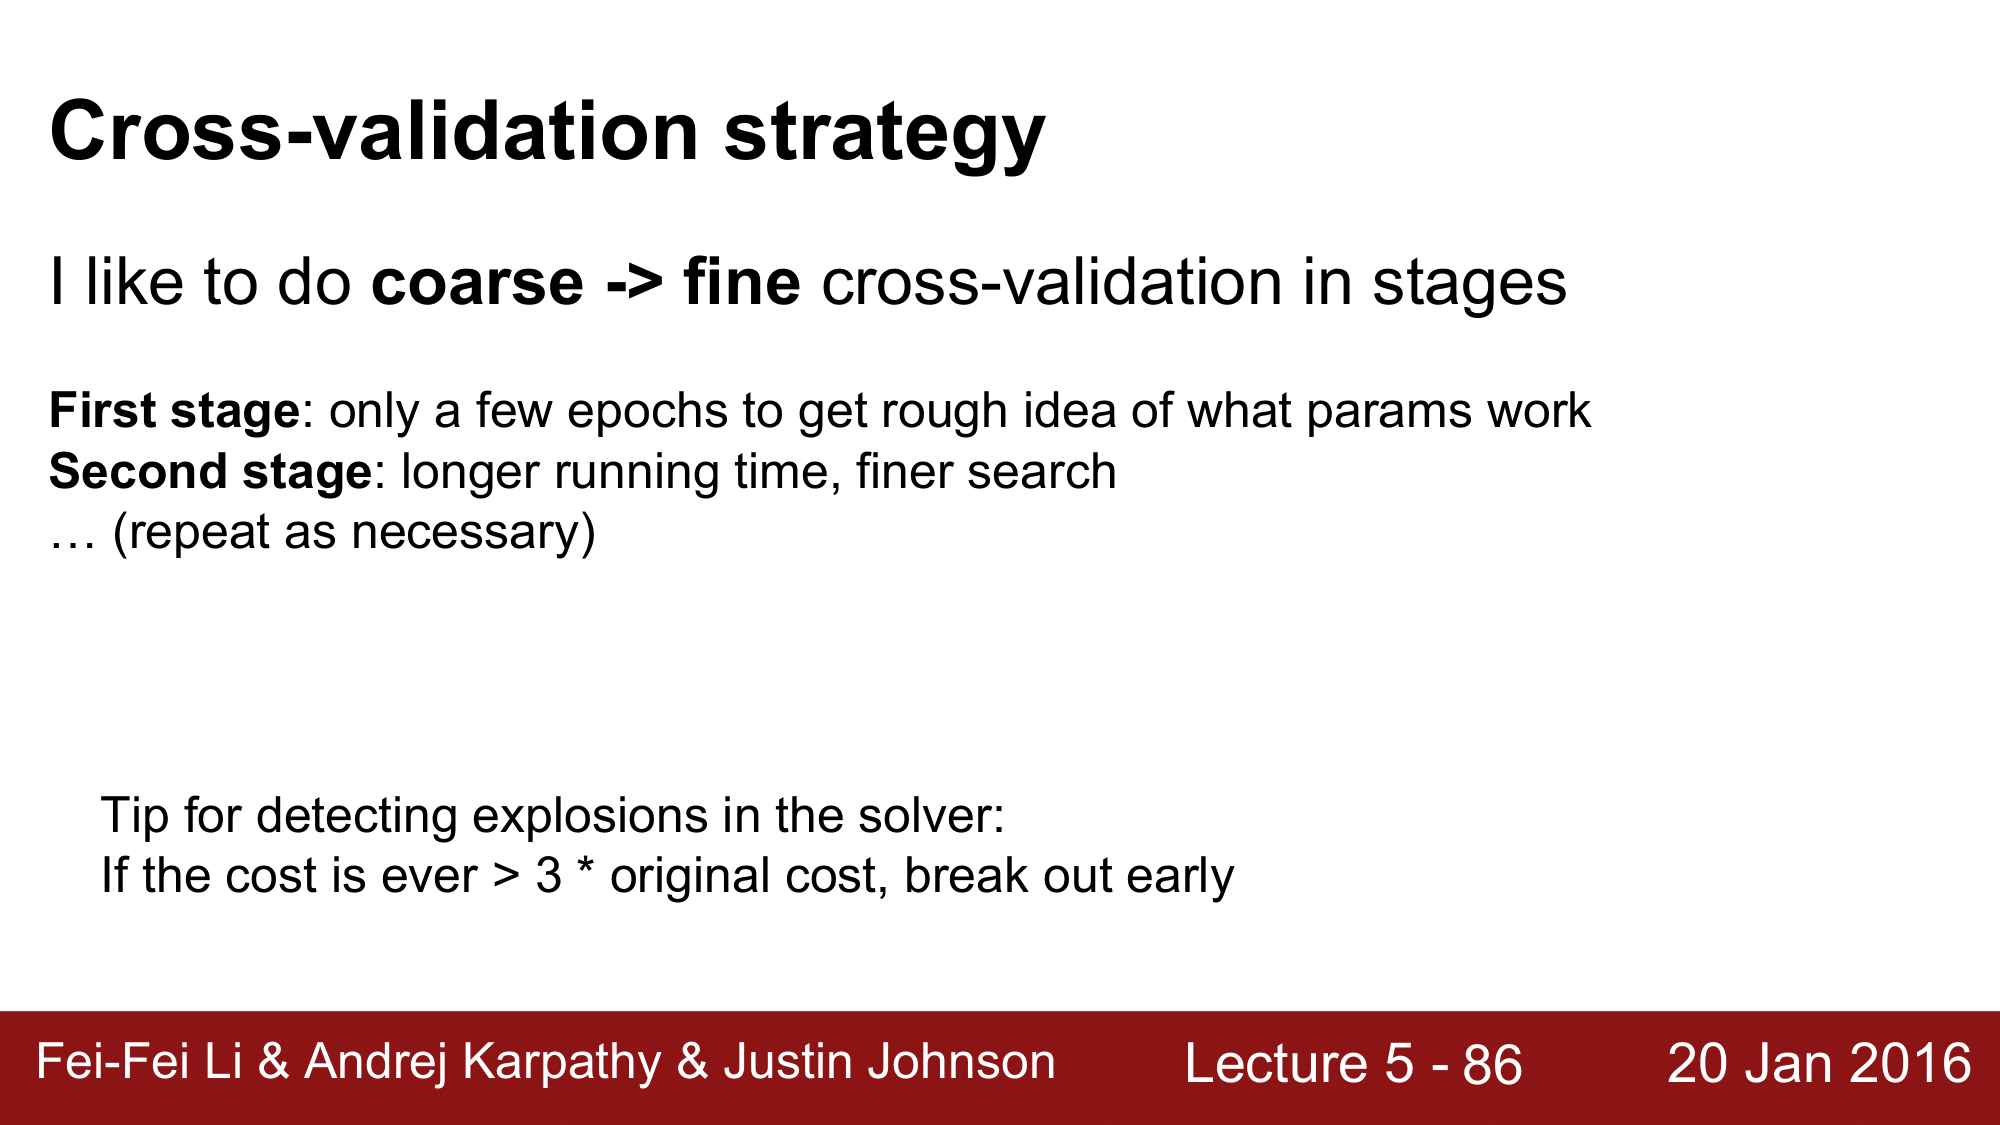 Cross-validation strategy
I like to do coarse -> fine cross-validation in stages
First stage: only a few epochs to get rough idea of what params work
Second stage: longer running time, finer search
… (repeat as necessary)
Tip for detecting explosions in the solver:
If the cost is ever > 3 * original cost, break out early
Fei-Fei Li & Andrej Karpathy & Justin Johnson
Lecture 5 - 86
20 Jan 2016